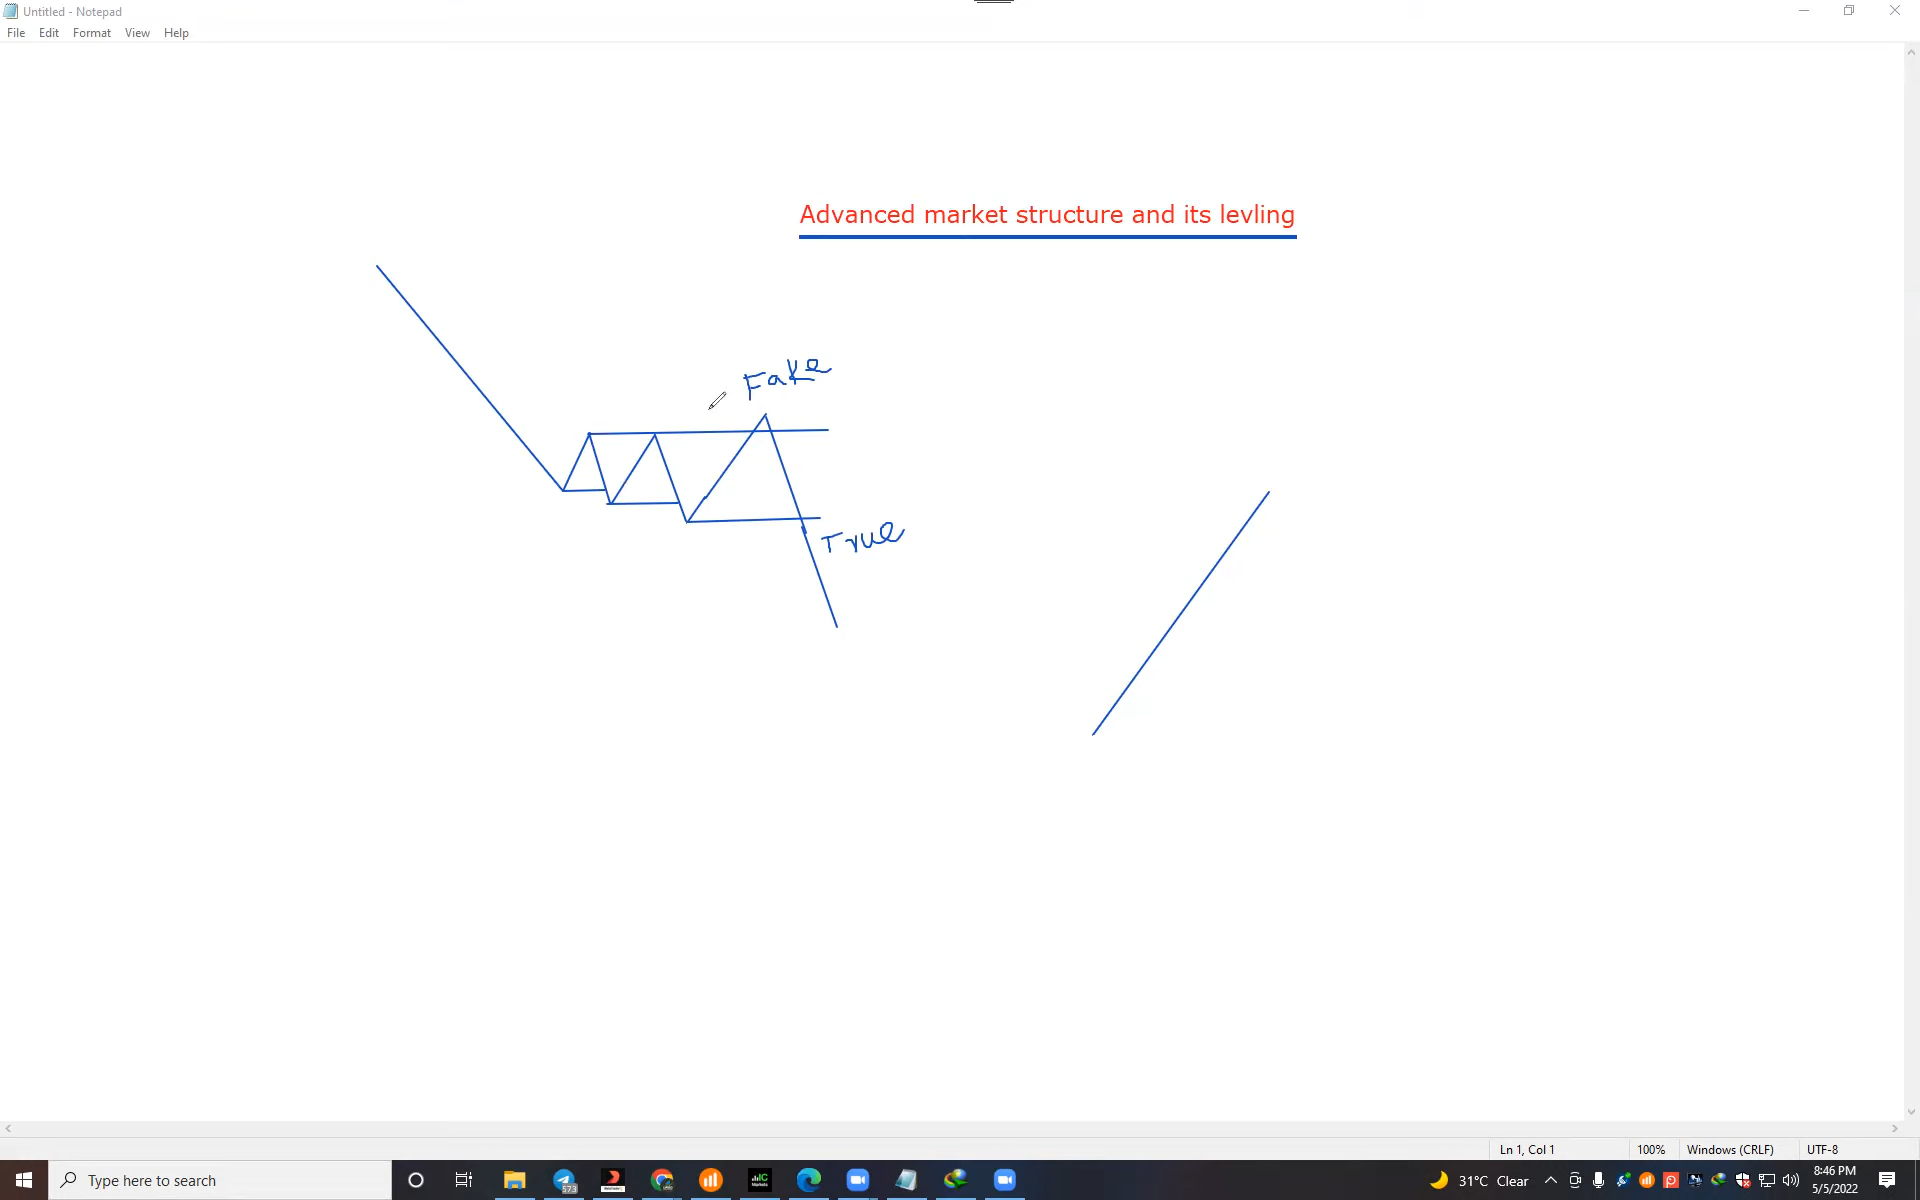 Untitled - Notepad
File Edit Format View Help
Advanced market structure and its levling
Fake
True
Ln 1, Col 1 100% Windows (CRLF) UTF-8
Type here to search
573
31°C Clear
8:46 PM
5/5/2022